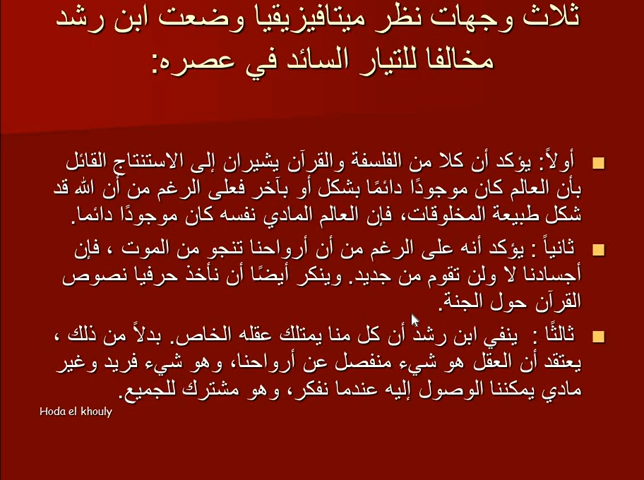 ثلاث وجهات نظر ميتافيزيقيا وضعت ابن رشد
مخالفا للتيار السائد في عصره:
أولاً: يؤكد أن كلا من الفلسفة والقرآن يشيران إلى الاستنتاج القائل
بأن العالم كان موجودًا دائمًا بشكل أو بآخر فعلى الرغم من أن الله قد
شكل طبيعة المخلوقات، فإن العالم المادي نفسه كان موجودًا دائما.
ثانياً : يؤكد أنه على الرغم من أن أرواحنا تنجو من الموت ، فإن
أجسادنا لا ولن تقوم من جديد. وينكر أيضًا أن نأخذ حرفيا نصوص
القرآن حول الجنة.
ثالثًا : ينفي ابن رشد أن كل منا يمتلك عقله الخاص. بدلاً من ذلك ،
يعتقد أن العقل هو شيء منفصل عن أرواحنا، وهو شيء فريد وغير
مادي يمكننا الوصول إليه عندما نفكر، وهو مشترك للجميع.
Hoda el khouly